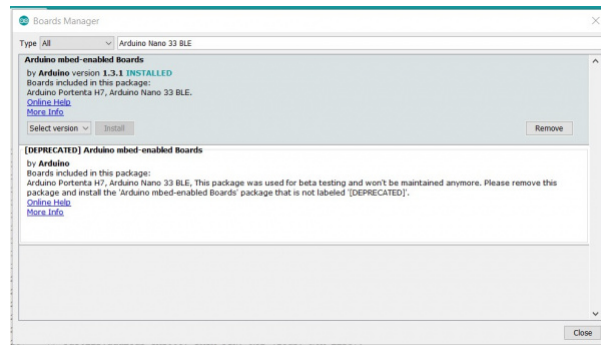 Boards Manager
Type All Arduino Nano 33 BLE
Arduino mbed-enabled Boards
by Arduino version 1.3.1 INSTALLED
Boards included in this package:
Arduino Portenta H7, Arduino Nano 33 BLE.
Online Help
More Info
Select version Install Remove
[DEPRECATED] Arduino mbed-enabled Boards
by Arduino
Boards included in this package:
Arduino Portenta H7, Arduino Nano 33 BLE, This package was used for beta testing and won't be maintained anymore. Please remove this
package and install the 'Arduino mbed-enabled Boards' package that is not labeled '[DEPRECATED]'.
Online Help
More Info
Close